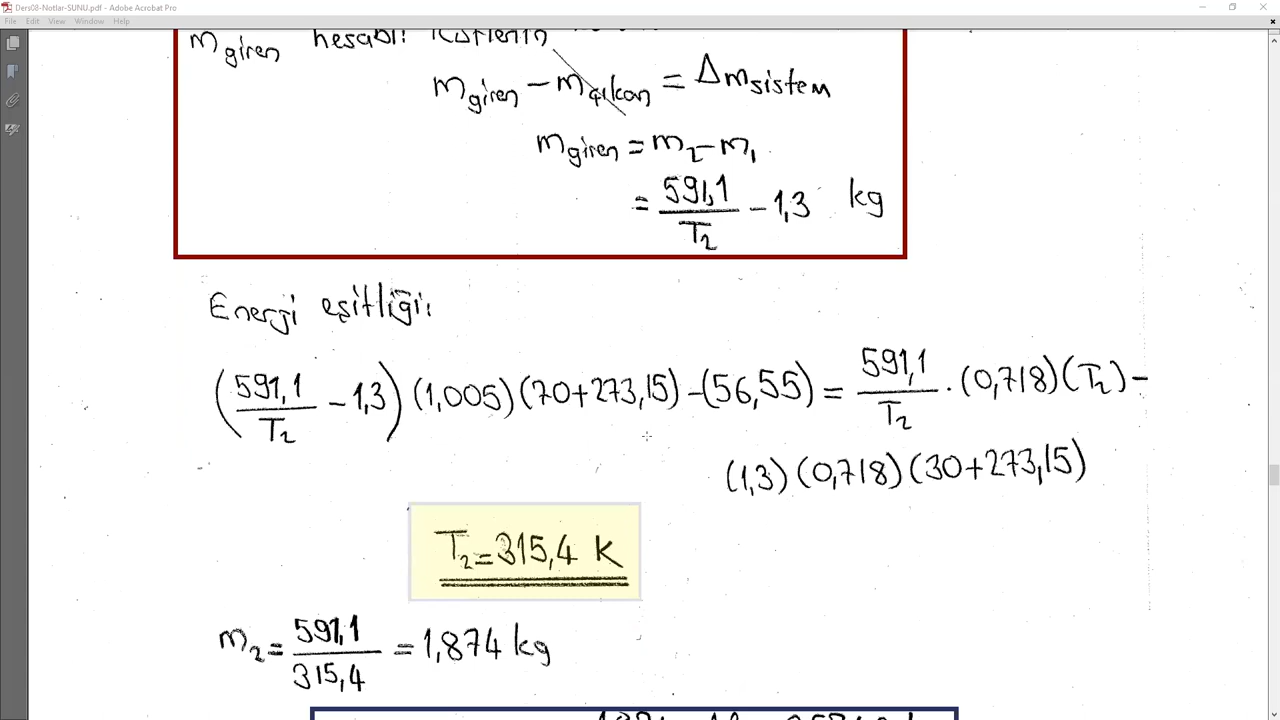 Ders08-Notlar-SUNU.pdf - Adobe Acrobat Pro
File Edit View Window Help
m_giren hesabı: Kütlenin
m_giren - m_çıkan = Δm_sistem
m_giren = m_2 - m_1
= 591,1 / T_2 - 1,3 kg
Enerji eşitliği:
(591,1 / T_2 - 1,3) (1,005) (70+273,15) - (56,55) = 591,1 / T_2 . (0,718) (T_2) -
(1,3) (0,718) (30+273,15)
T_2 = 315,4 K
m_2 = 591,1 / 315,4 = 1,874 kg